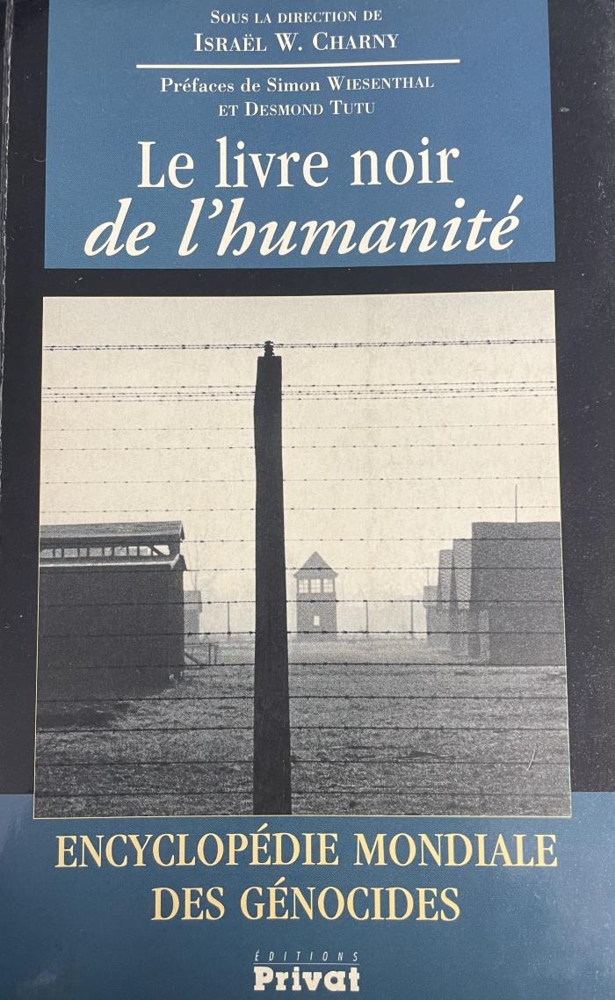 Sous la direction de
Israël W. Charny
Préfaces de Simon Wiesenthal
et Desmond Tutu
Le livre noir
de l'humanité
ENCYCLOPÉDIE MONDIALE
DES GÉNOCIDES
ÉDITIONS
Privat